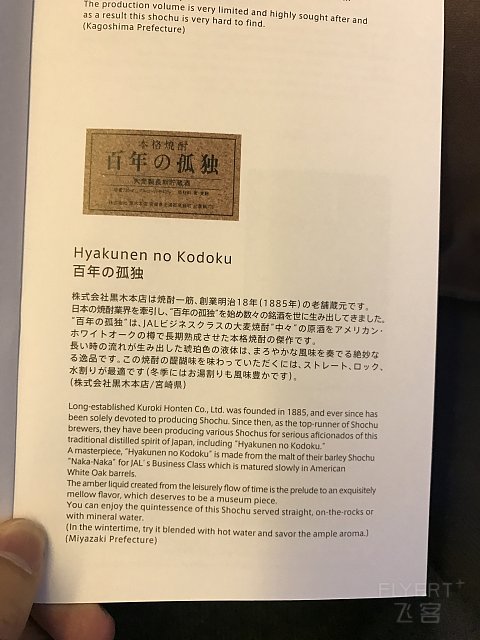 The production volume is very limited and highly sought after and
as a result this shochu is very hard to find.
(Kagoshima Prefecture)
本格焼酎
百年の孤独
大麦製長期貯蔵酒
Hyakunen no Kodoku
百年の孤独
株式会社黒木本店は焼酎一筋、創業明治18年（1885年）の老舗蔵元です。
日本の焼酎業界を牽引し、“百年の孤独”を始め数々の銘酒を世に生み出してきました。
“百年の孤独”は、JALビジネスクラスの大麦焼酎“中々”の原酒をアメリカン・
ホワイトオークの樽で長期熟成させた本格焼酎の傑作です。
長い時の流れが生み出した琥珀色の液体は、まろやかな風味を奏でる絶妙な
る逸品です。この焼酎の醍醐味を味わっていただくには、ストレート、ロック、
水割りが最適です（冬季にはお湯割りも風味豊かです）。
（株式会社黒木本店/宮崎県）
Long-established Kuroki Honten Co., Ltd. was founded in 1885, and ever since has
been solely devoted to producing Shochu. Since then, as the top-runner of Shochu
brewers, they have been producing various Shochus for serious aficionados of this
traditional distilled spirit of Japan, including "Hyakunen no Kodoku."
A masterpiece, "Hyakunen no Kodoku" is made from the malt of their barley Shochu
"Naka-Naka" for JAL's Business Class which is matured slowly in American
White Oak barrels.
The amber liquid created from the leisurely flow of time is the prelude to an exquisitely
mellow flavor, which deserves to be a museum piece.
You can enjoy the quintessence of this Shochu served straight, on-the-rocks or
with mineral water.
(In the wintertime, try it blended with hot water and savor the ample aroma.)
(Miyazaki Prefecture)
FLYERT+
飞客